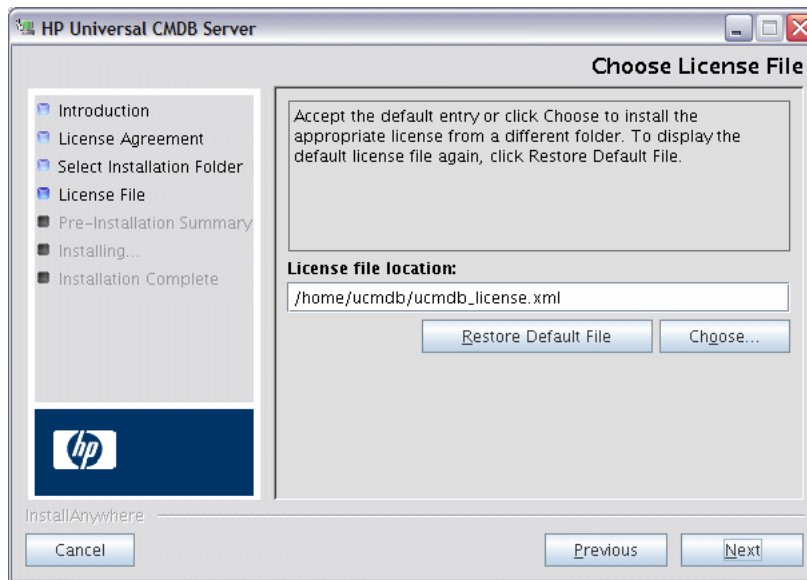 HP Universal CMDB Server
Choose License File
Introduction
License Agreement
Select Installation Folder
License File
Pre-Installation Summary
Installing...
Installation Complete
Accept the default entry or click Choose to install the
appropriate license from a different folder. To display the
default license file again, click Restore Default File.
License file location:
/home/ucmdb/ucmdb_license.xml
Restore Default File
Choose...
hp
InstallAnywhere
Cancel
Previous
Next